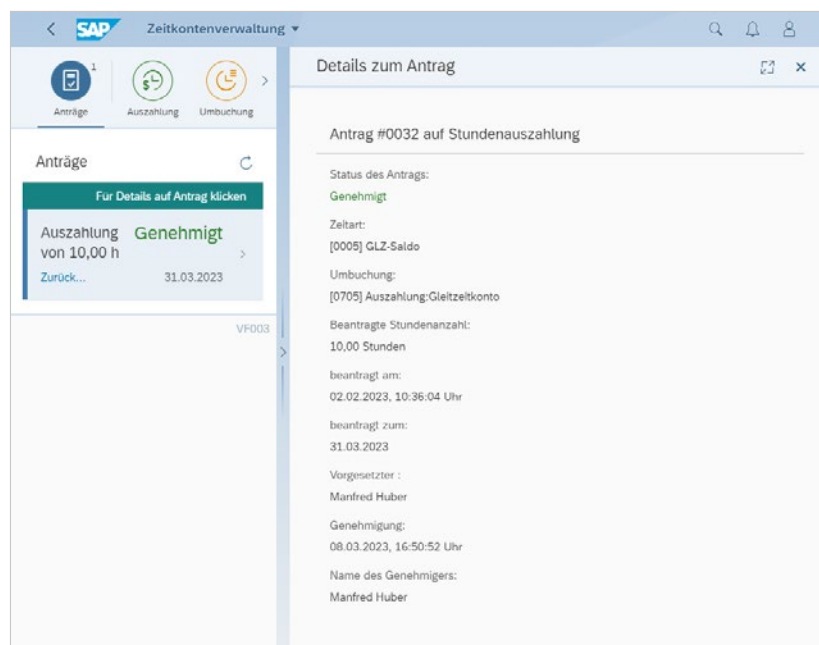 SAP Zeitkontenverwaltung
1
Anträge Auszahlung Umbuchung
Anträge
Für Details auf Antrag klicken
Auszahlung von 10,00 h
Genehmigt
Zurück... 31.03.2023
VF003
Details zum Antrag
Antrag #0032 auf Stundenauszahlung
Status des Antrags:
Genehmigt
Zeitart:
[0005] GLZ-Saldo
Umbuchung:
[0705] Auszahlung:Gleitzeitkonto
Beantragte Stundenanzahl:
10,00 Stunden
beantragt am:
02.02.2023, 10:36:04 Uhr
beantragt zum:
31.03.2023
Vorgesetzter :
Manfred Huber
Genehmigung:
08.03.2023, 16:50:52 Uhr
Name des Genehmigers:
Manfred Huber